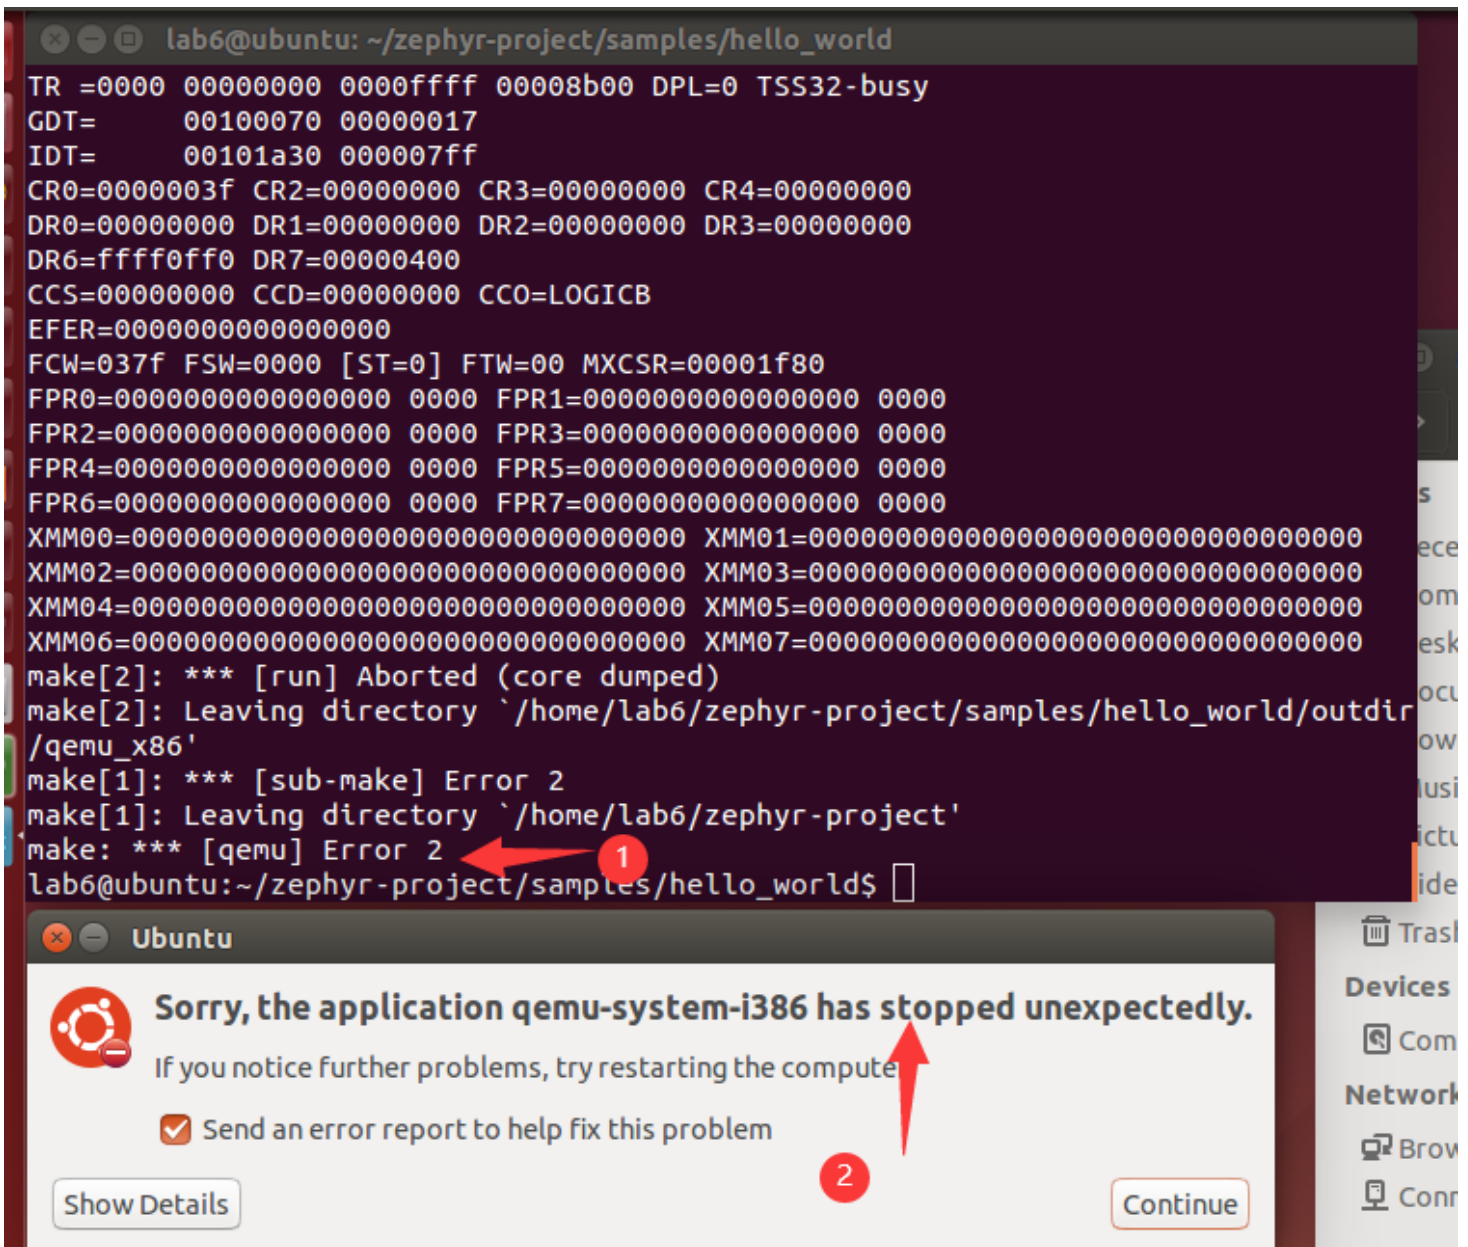 lab6@ubuntu: ~/zephyr-project/samples/hello_world
TR =0000 00000000 0000ffff 00008b00 DPL=0 TSS32-busy
GDT=     00100070 00000017
IDT=     00101a30 000007ff
CR0=0000003f CR2=00000000 CR3=00000000 CR4=00000000
DR0=00000000 DR1=00000000 DR2=00000000 DR3=00000000
DR6=ffff0ff0 DR7=00000400
CCS=00000000 CCD=00000000 CCO=LOGICB
EFER=0000000000000000
FCW=037f FSW=0000 [ST=0] FTW=00 MXCSR=00001f80
FPR0=0000000000000000 0000 FPR1=0000000000000000 0000
FPR2=0000000000000000 0000 FPR3=0000000000000000 0000
FPR4=0000000000000000 0000 FPR5=0000000000000000 0000
FPR6=0000000000000000 0000 FPR7=0000000000000000 0000
XMM00=00000000000000000000000000000000 XMM01=00000000000000000000000000000000
XMM02=00000000000000000000000000000000 XMM03=00000000000000000000000000000000
XMM04=00000000000000000000000000000000 XMM05=00000000000000000000000000000000
XMM06=00000000000000000000000000000000 XMM07=00000000000000000000000000000000
make[2]: *** [run] Aborted (core dumped)
make[2]: Leaving directory `/home/lab6/zephyr-project/samples/hello_world/outdir
/qemu_x86'
make[1]: *** [sub-make] Error 2
make[1]: Leaving directory `/home/lab6/zephyr-project'
make: *** [qemu] Error 2
1
lab6@ubuntu:~/zephyr-project/samples/hello_world$
Ubuntu
Sorry, the application qemu-system-i386 has stopped unexpectedly.
If you notice further problems, try restarting the compute
Send an error report to help fix this problem
2
Show Details
Continue
Tras
Devices
Com
Network
Brow
Conn